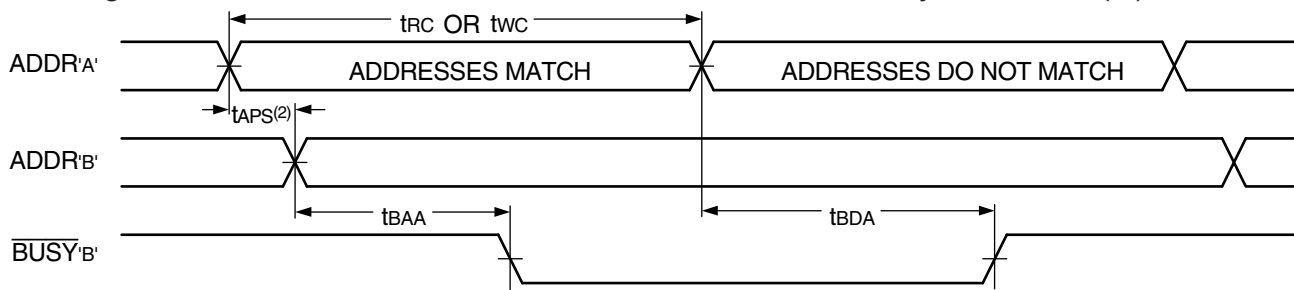 tRC OR tWC
ADDR'A'
ADDRESSES MATCH
ADDRESSES DO NOT MATCH
tAPS(2)
ADDR'B'
tBAA
tBDA
BUSY'B'